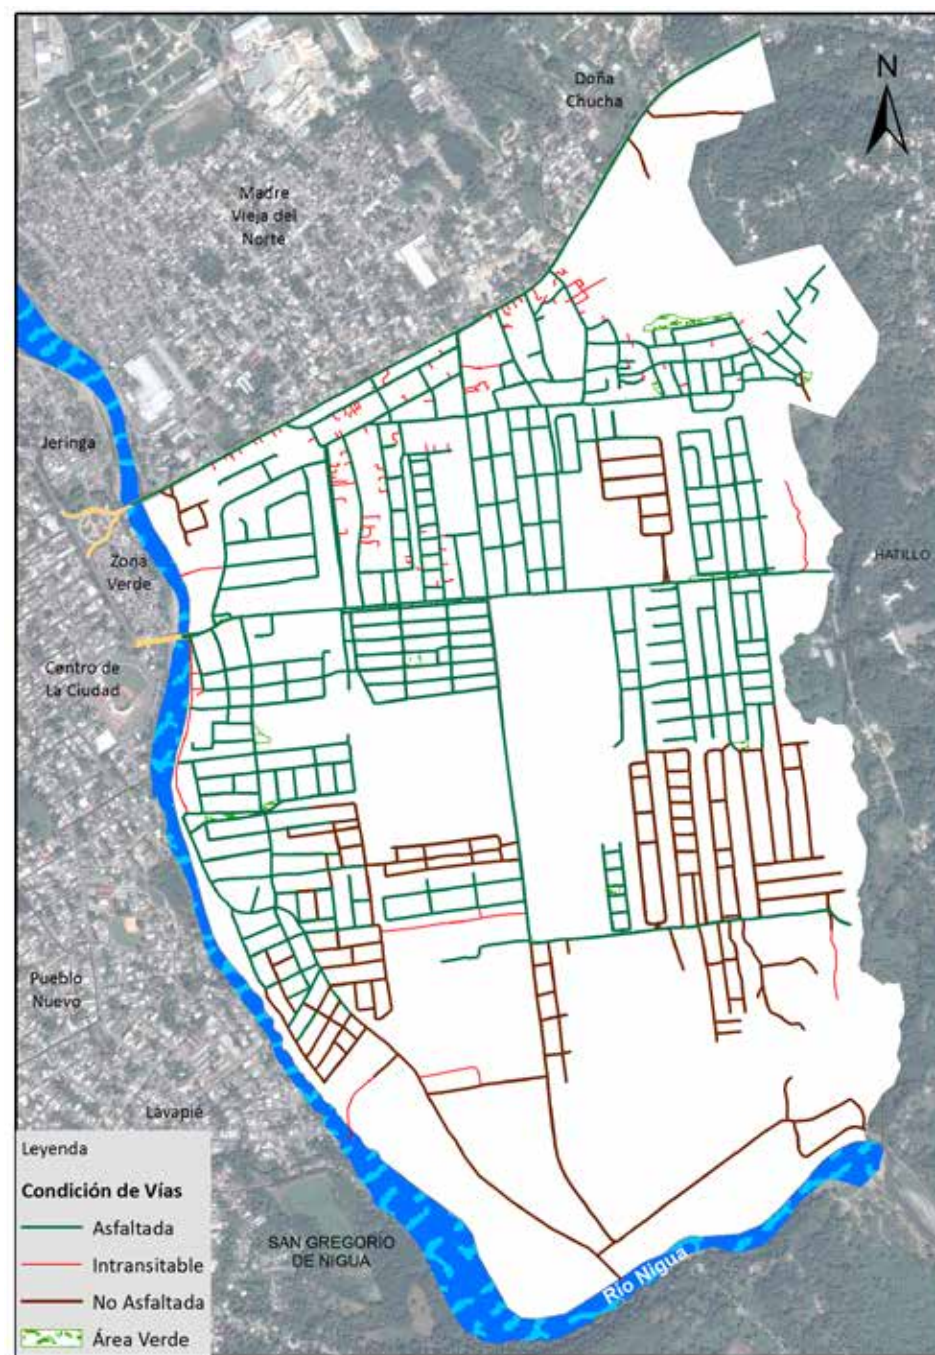 N
Doña
Chucha
Madre
Vieja del
Norte
Jeringa
Zona
Verde
HATILLO
Centro de
La Ciudad
Pueblo
Nuevo
Lavapié
Leyenda
Condición de Vías
Asfaltada
Intransitable
No Asfaltada
Área Verde
SAN GREGORIO
DE NIGUA
Río Nigua